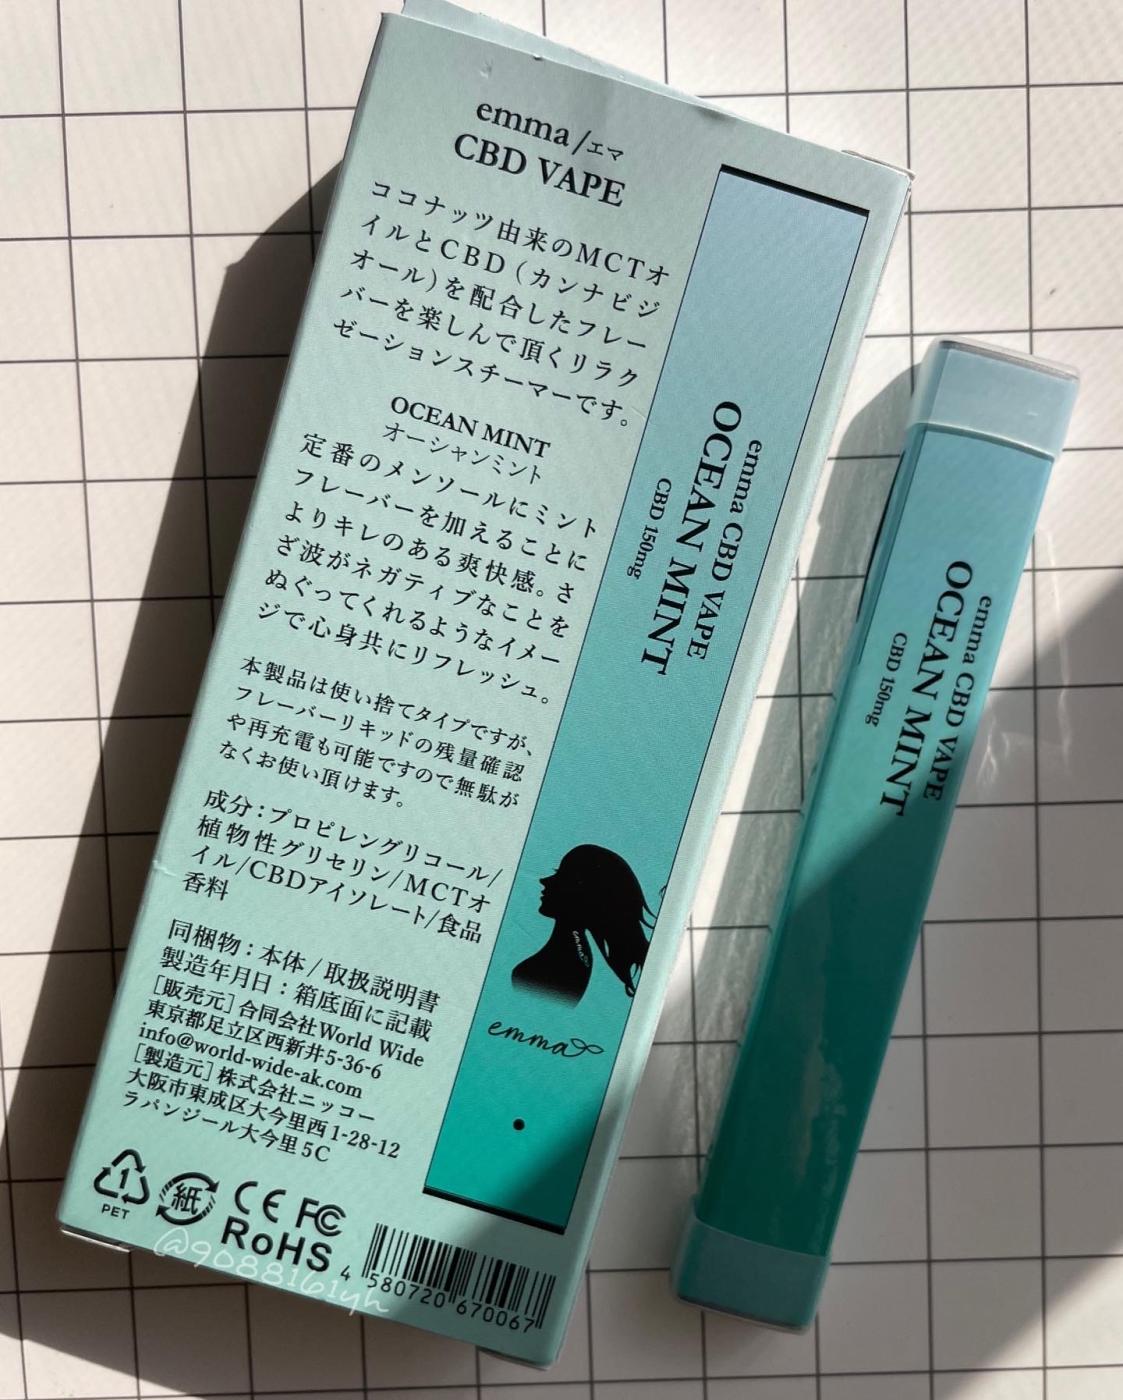 emma/エマ
CBD VAPE
ココナッツ由来のMCTオ
イルとCBD(カンナビジ
オール)を配合したフレー
バーを楽しんで頂くリラク
ゼーションスチーマーです。
OCEAN MINT
オーシャンミント
定番のメンソールにミント
フレーバーを加えることに
よりキレのある爽快感。さ
ざ波がネガティブなことを
ぬぐってくれるようなイメー
ジで心身共にリフレッシュ。
本製品は使い捨てタイプですが、
フレーバーリキッドの残量確認
や再充電も可能ですので無駄が
なくお使い頂けます。
成分:プロピレングリコール/
植物性グリセリン/MCTオ
イル/CBDアイソレート/食品
香料
同梱物:本体/取扱説明書
製造年月日:箱底面に記載
[販売元]合同会社World Wide
東京都足立区西新井5-36-6
info@world-wide-ak.com
[製造元]株式会社ニッコー
大阪市東成区大今里西1-28-12
ラパンジール大今里5C
1
PET
紙
CE FC
RoHS
4 580720 670067
@9088161yh
emma CBD VAPE
OCEAN MINT
CBD 150mg
emma
emma
emma CBD VAPE
OCEAN MINT
CBD 150mg